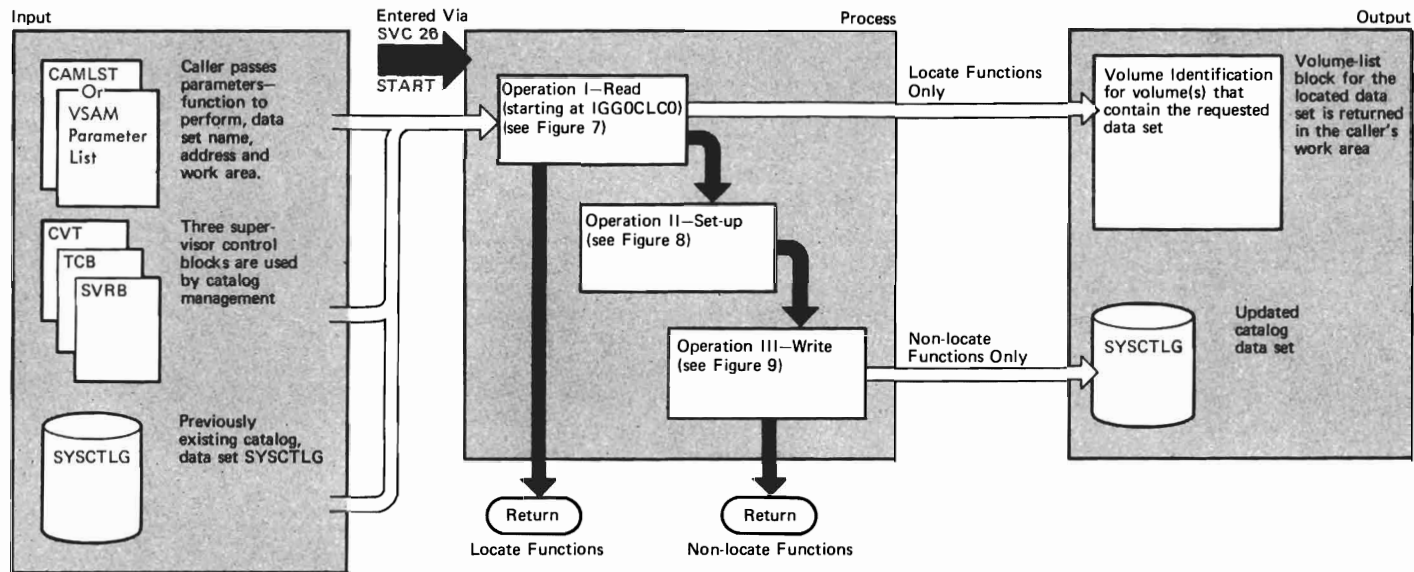 Input
CAMLST
Or
VSAM
Parameter
List
Caller passes
parameters—
function to
perform, data
set name,
address and
work area.
CVT
TCB
SVRB
Three super-
visor control
blocks are used
by catalog
management
SYSCTLG
Previously
existing catalog,
data set SYSCTLG
Entered Via
SVC 26
START
Process
Operation I—Read
(starting at IGG0CLC0)
(see Figure 7)
Operation II—Set-up
(see Figure 8)
Operation III—Write
(see Figure 9)
Return
Locate Functions
Return
Non-locate Functions
Locate Functions
Only
Non-locate
Functions Only
Output
Volume Identification
for volume(s) that
contain the requested
data set
Volume-list
block for the
located data
set is returned
in the caller's
work area
SYSCTLG
Updated
catalog
data set